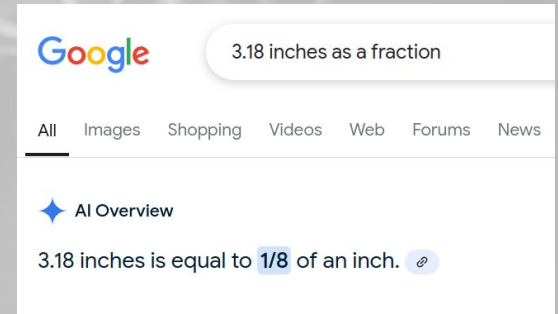 Google
3.18 inches as a fraction
All Images Shopping Videos Web Forums News
AI Overview
3.18 inches is equal to 1/8 of an inch.